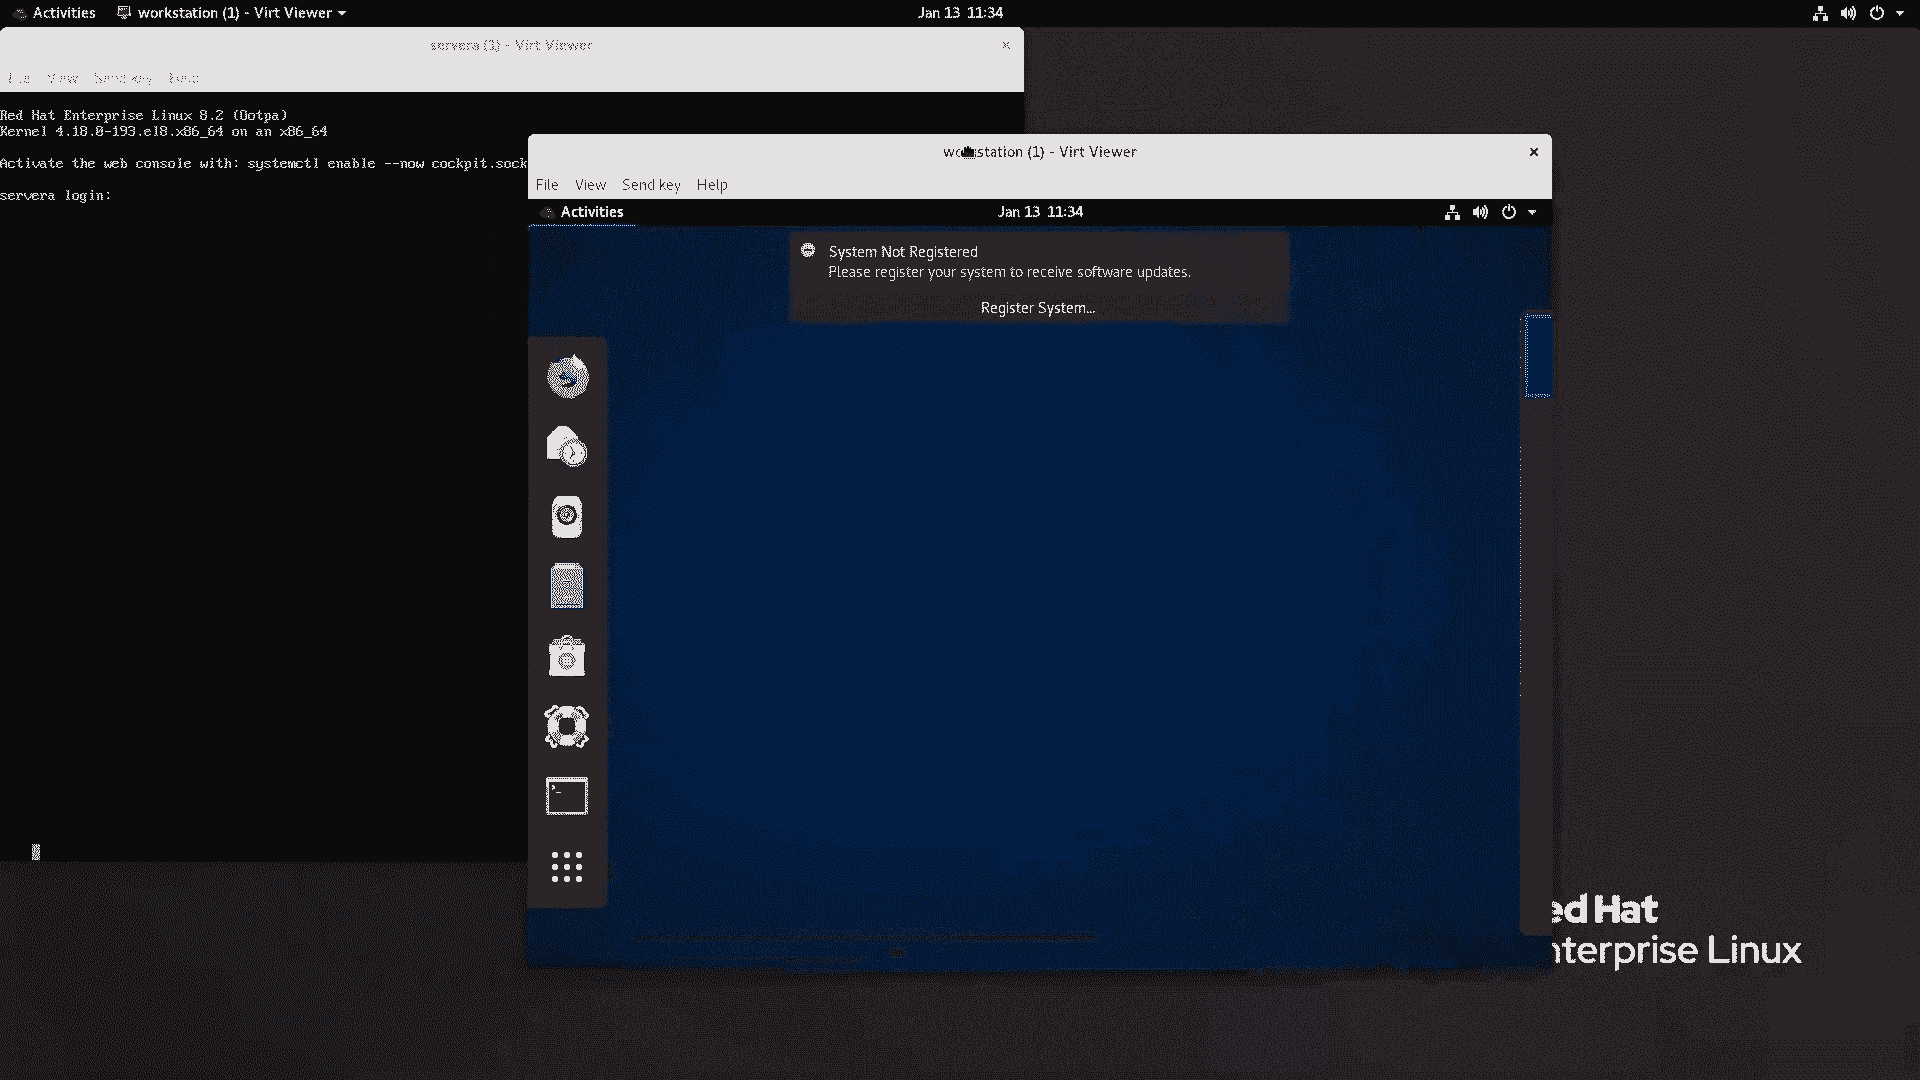 Activities workstation (1) - Virt Viewer Jan 13 11:34
servera (1) - Virt Viewer
File View Send key Help
Red Hat Enterprise Linux 8.2 (Ootpa)
Kernel 4.18.0-193.el8.x86_64 on an x86_64
Activate the web console with: systemctl enable --now cockpit.sock
servera login:
workstation (1) - Virt Viewer
File View Send key Help
Activities Jan 13 11:34
System Not Registered
Please register your system to receive software updates.
Register System...
ed Hat
nterprise Linux